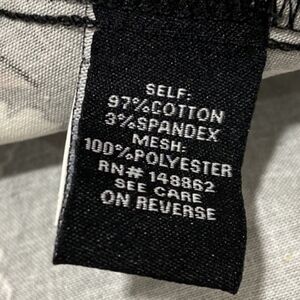 SELF:
97%COTTON
3%SPANDEX
MESH:
100%POLYESTER
RN# 148862
SEE CARE
ON REVERSE